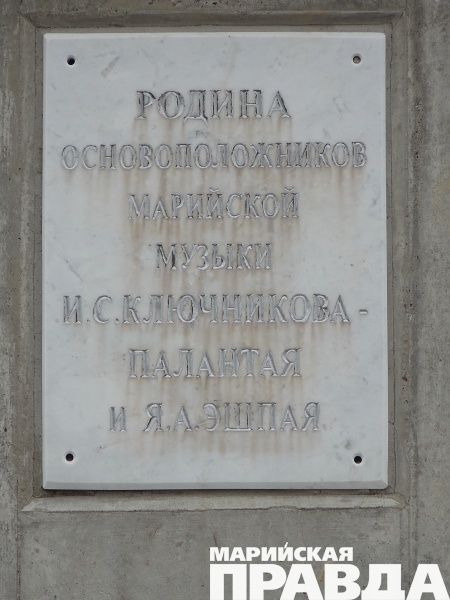 РОДИНА
ОСНОВОПОЛОЖНИКОВ
МАРИЙСКОЙ
МУЗЫКИ
И.С.КЛЮЧНИКОВА-
ПАЛАНТАЯ
И Я.А.ЭШПАЯ
МАРИЙСКАЯ
ПРАВДА